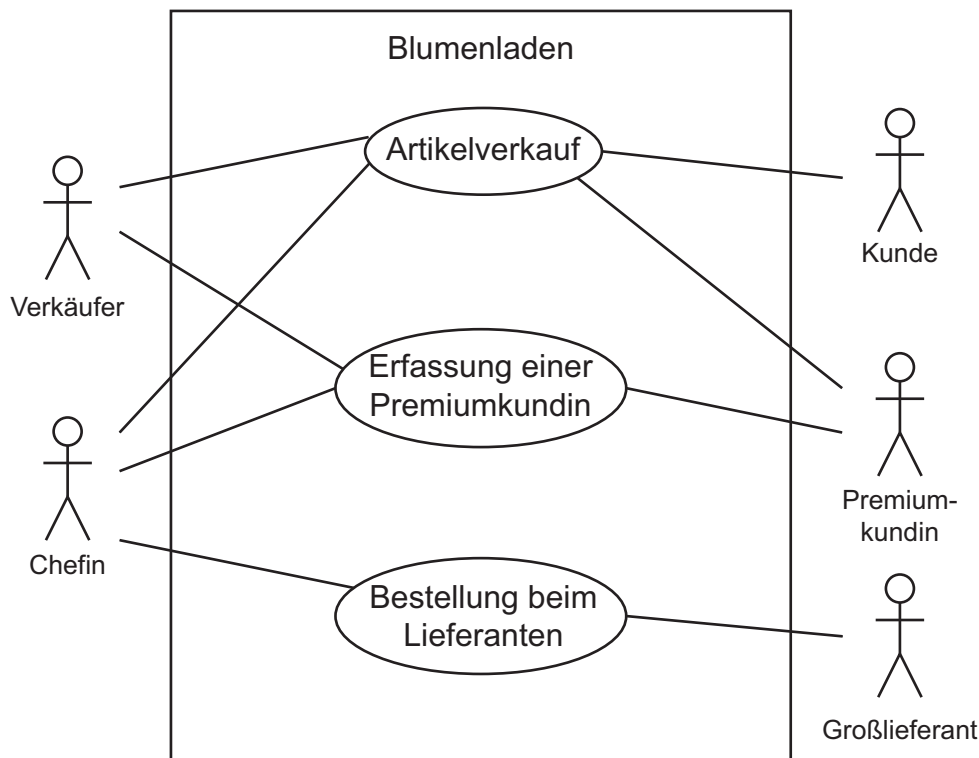 Blumenladen
Artikelverkauf
Kunde
Verkäufer
Erfassung einer
Premiumkundin
Premium-
kundin
Chefin
Bestellung beim
Lieferanten
Großlieferant